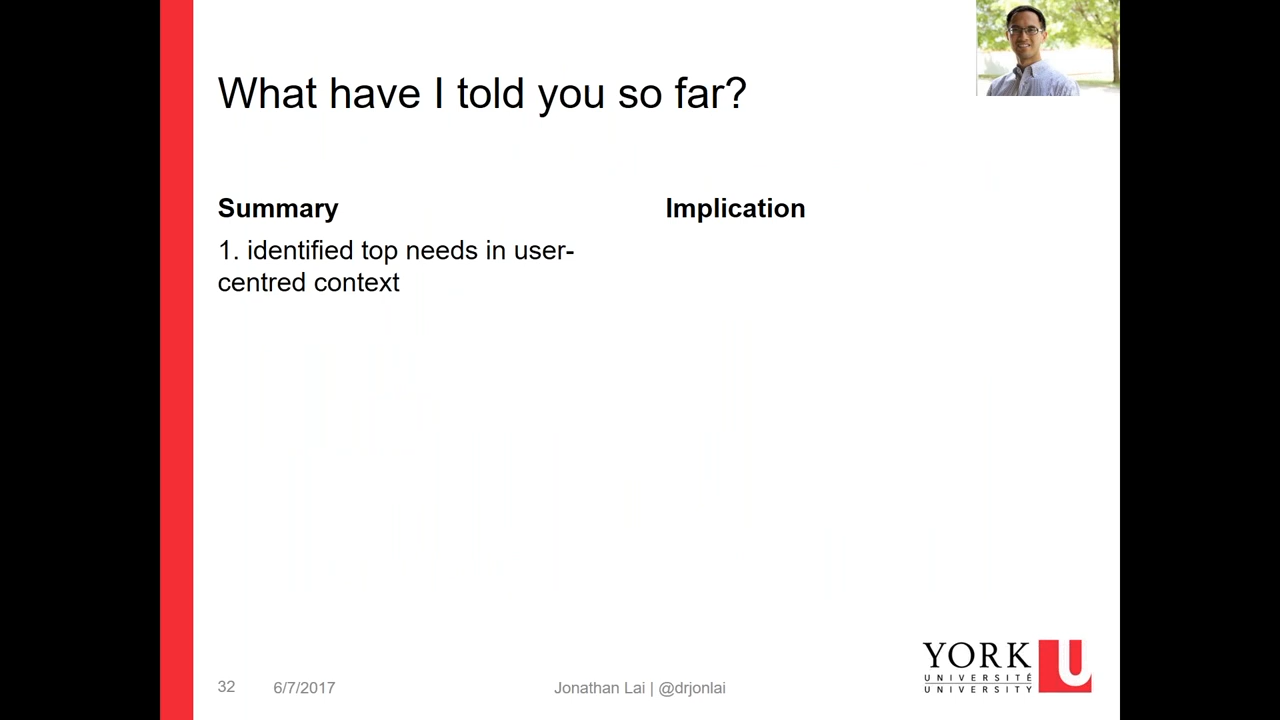 What have I told you so far?
Summary
Implication
1. identified top needs in user-
centred context
32
6/7/2017
Jonathan Lai | @drjonlai
YORK U
UNIVERSITÉ
UNIVERSITY